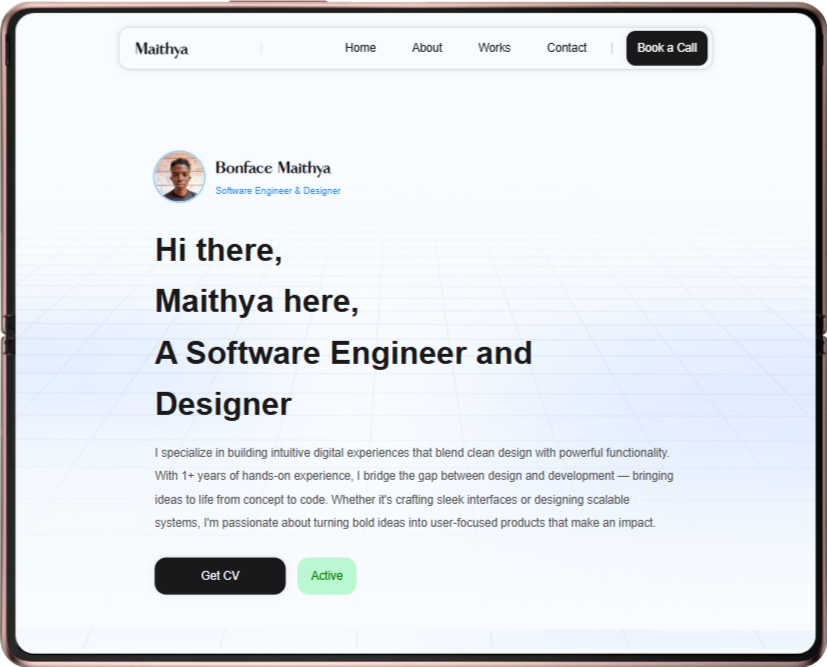 Maithya
Home
About
Works
Contact
Book a Call
Bonface Maithya
Software Engineer & Designer
Hi there,
Maithya here,
A Software Engineer and
Designer
I specialize in building intuitive digital experiences that blend clean design with powerful functionality.
With 1+ years of hands-on experience, I bridge the gap between design and development — bringing
ideas to life from concept to code. Whether it's crafting sleek interfaces or designing scalable
systems, I'm passionate about turning bold ideas into user-focused products that make an impact.
Get CV
Active